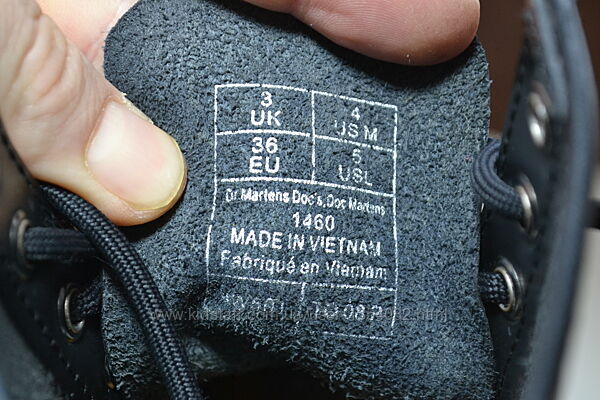 3 UK 4 US M
36 EU 5 USL
Dr. Martens Doc's, Doc Martens
1460
MADE IN VIETNAM
Fabriqué en Vietnam